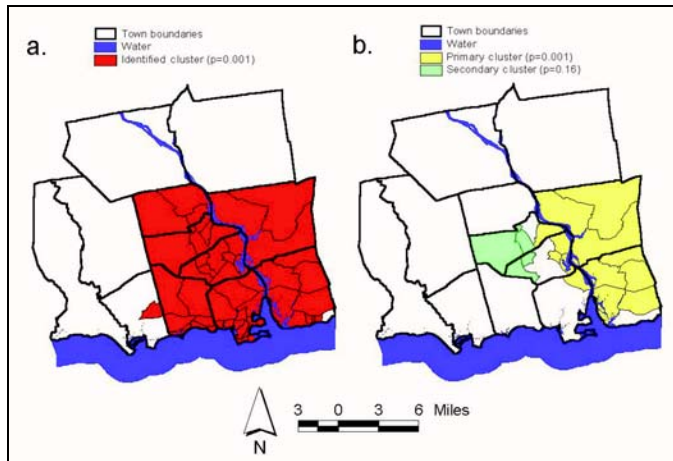 a.
Town boundaries
Water
Identified cluster (p=0.001)
b.
Town boundaries
Water
Primary cluster (p=0.001)
Secondary cluster (p=0.16)
3 0 3 6 Miles
N